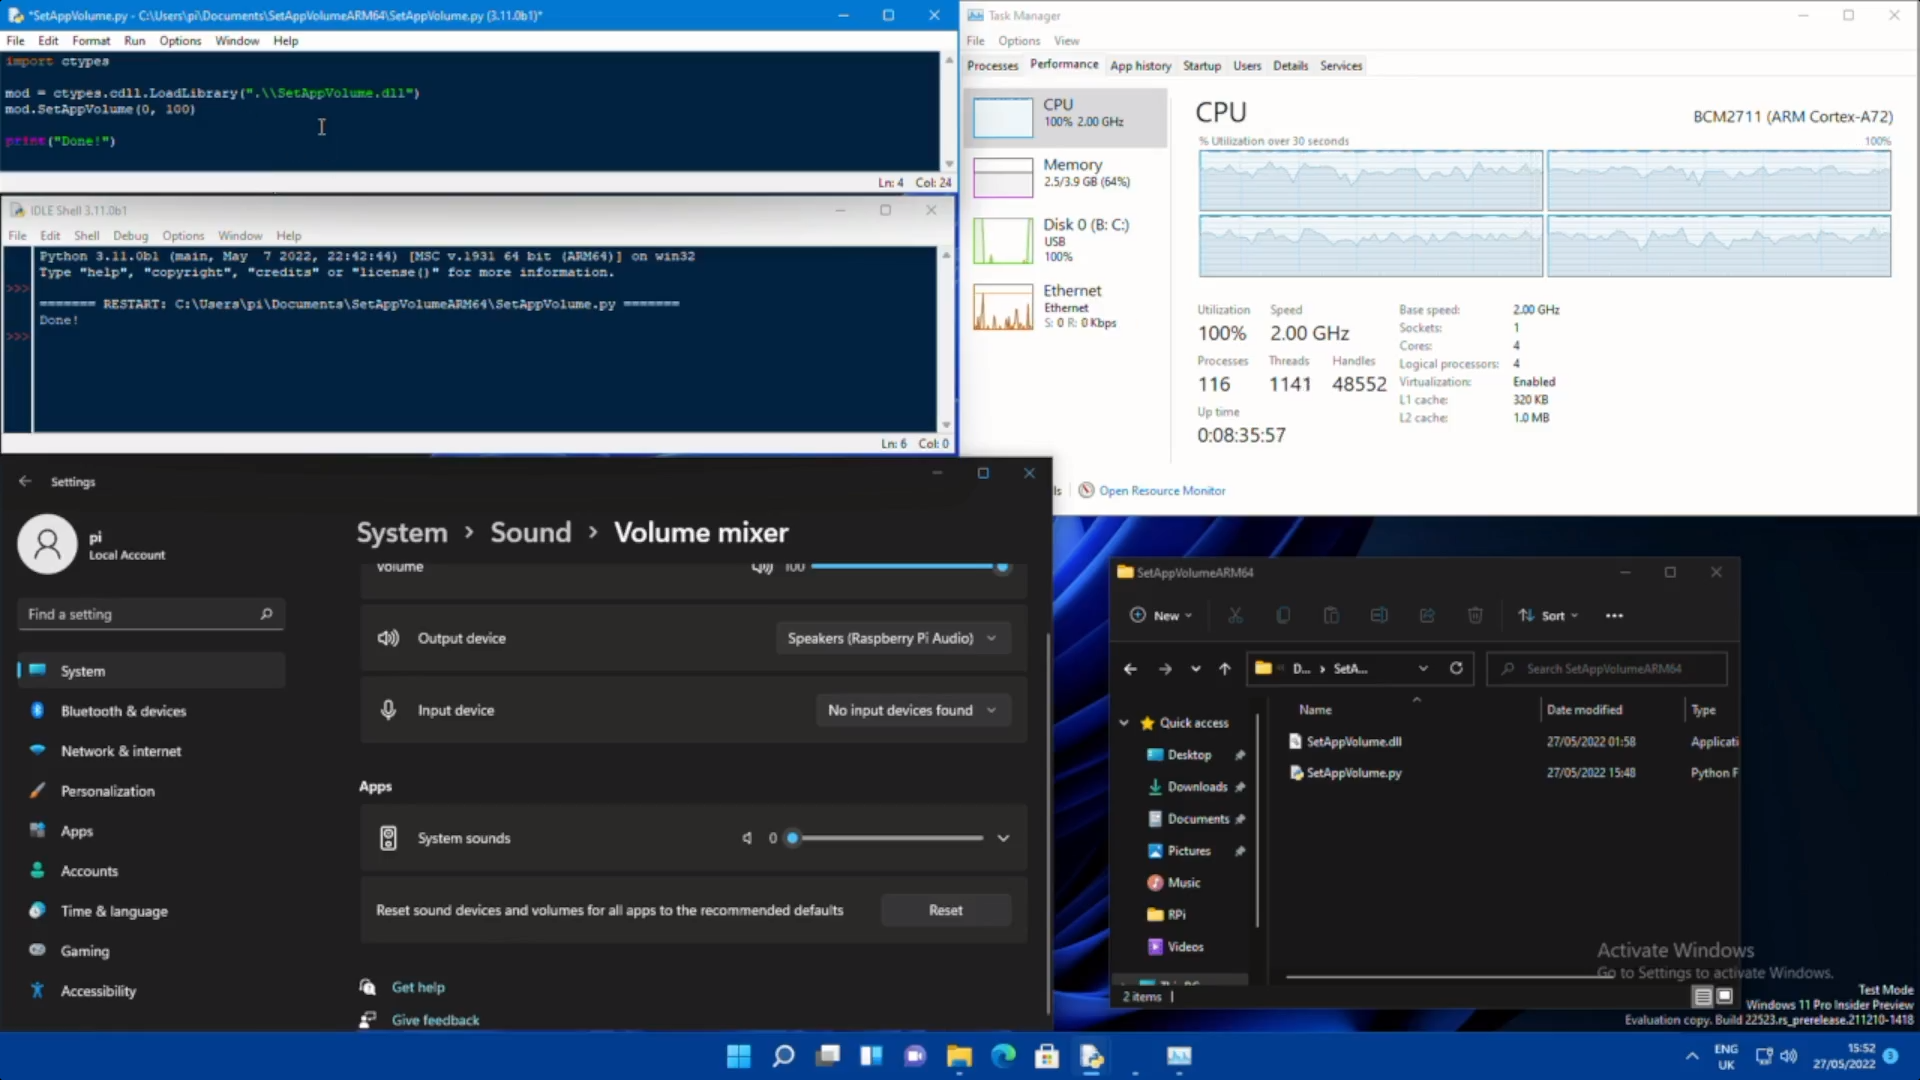 *SetAppVolume.py - C:\Users\pi\Documents\SetAppVolumeARM64\SetAppVolume.py (3.11.0b1)*
File Edit Format Run Options Window Help
import ctypes
mod = ctypes.cdll.LoadLibrary(".\\SetAppVolume.dll")
mod.SetAppVolume(0, 100)
print("Done!")
Ln: 4 Col: 24
IDLE Shell 3.11.0b1
File Edit Shell Debug Options Window Help
Python 3.11.0b1 (main, May  7 2022, 22:42:44) [MSC v.1931 64 bit (ARM64)] on win32
Type "help", "copyright", "credits" or "license()" for more information.
>>>
======= RESTART: C:\Users\pi\Documents\SetAppVolumeARM64\SetAppVolume.py =======
Done!
>>>
Ln: 6 Col: 0
Task Manager
File Options View
Processes Performance App history Startup Users Details Services
CPU
100% 2.00 GHz
Memory
2.5/3.9 GB (64%)
Disk 0 (B: C:)
USB
100%
Ethernet
Ethernet
S: 0 R: 0 Kbps
CPU
BCM2711 (ARM Cortex-A72)
% Utilization over 30 seconds 100%
Utilization Speed
100% 2.00 GHz
Processes Threads Handles
116 1141 48552
Up time
0:08:35:57
Base speed: 2.00 GHz
Sockets: 1
Cores: 4
Logical processors: 4
Virtualization: Enabled
L1 cache: 320 KB
L2 cache: 1.0 MB
ls Open Resource Monitor
Settings
pi
Local Account
Find a setting
System
Bluetooth & devices
Network & internet
Personalization
Apps
Accounts
Time & language
Gaming
Accessibility
System > Sound > Volume mixer
Volume 100
Output device Speakers (Raspberry Pi Audio)
Input device No input devices found
Apps
System sounds 0
Reset sound devices and volumes for all apps to the recommended defaults Reset
Get help
Give feedback
SetAppVolumeARM64
New Sort
D... > SetA... Search SetAppVolumeARM64
Name Date modified Type
SetAppVolume.dll 27/05/2022 01:58 Applicati
SetAppVolume.py 27/05/2022 15:48 Python F
Quick access
Desktop
Downloads
Documents
Pictures
Music
RPi
Videos
2 items
Activate Windows
Go to Settings to activate Windows.
Test Mode
Windows 11 Pro Insider Preview
Evaluation copy. Build 22523.rs_prerelease.211210-1418
ENG
UK
15:52
27/05/2022
3